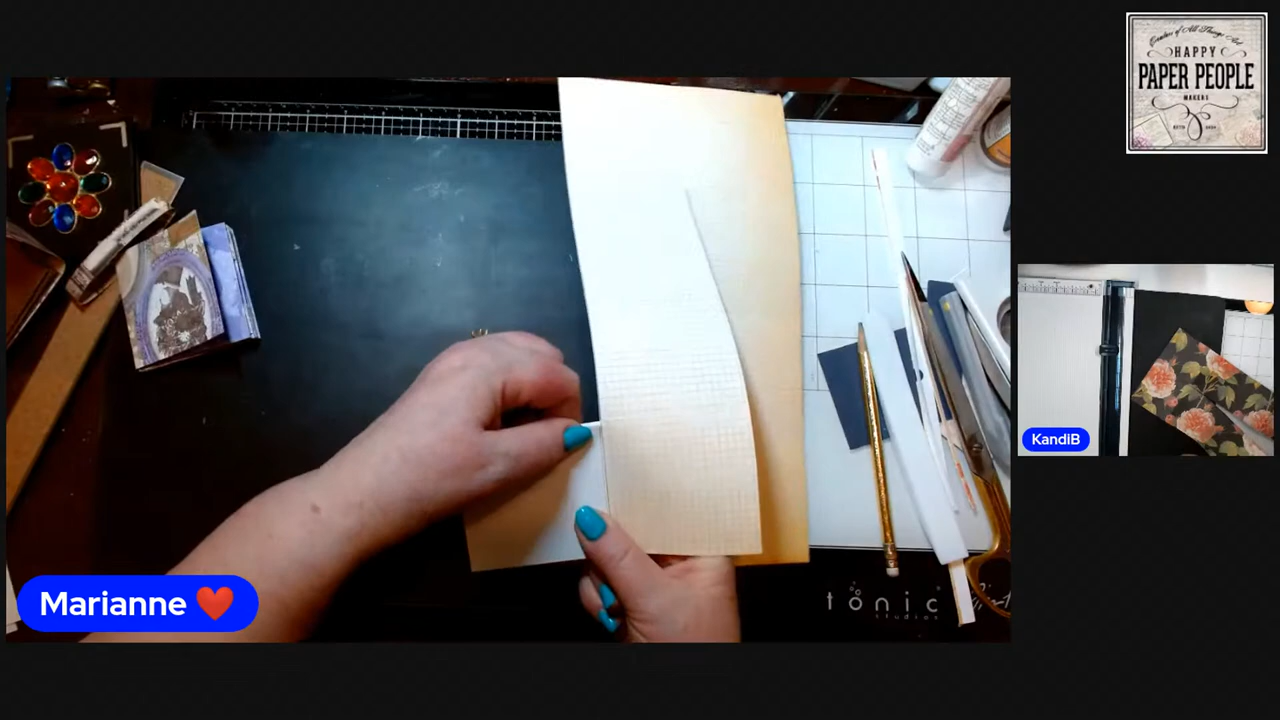 HAPPY
PAPER PEOPLE
MAKERS
KandiB
Marianne ❤️
tonic
studios